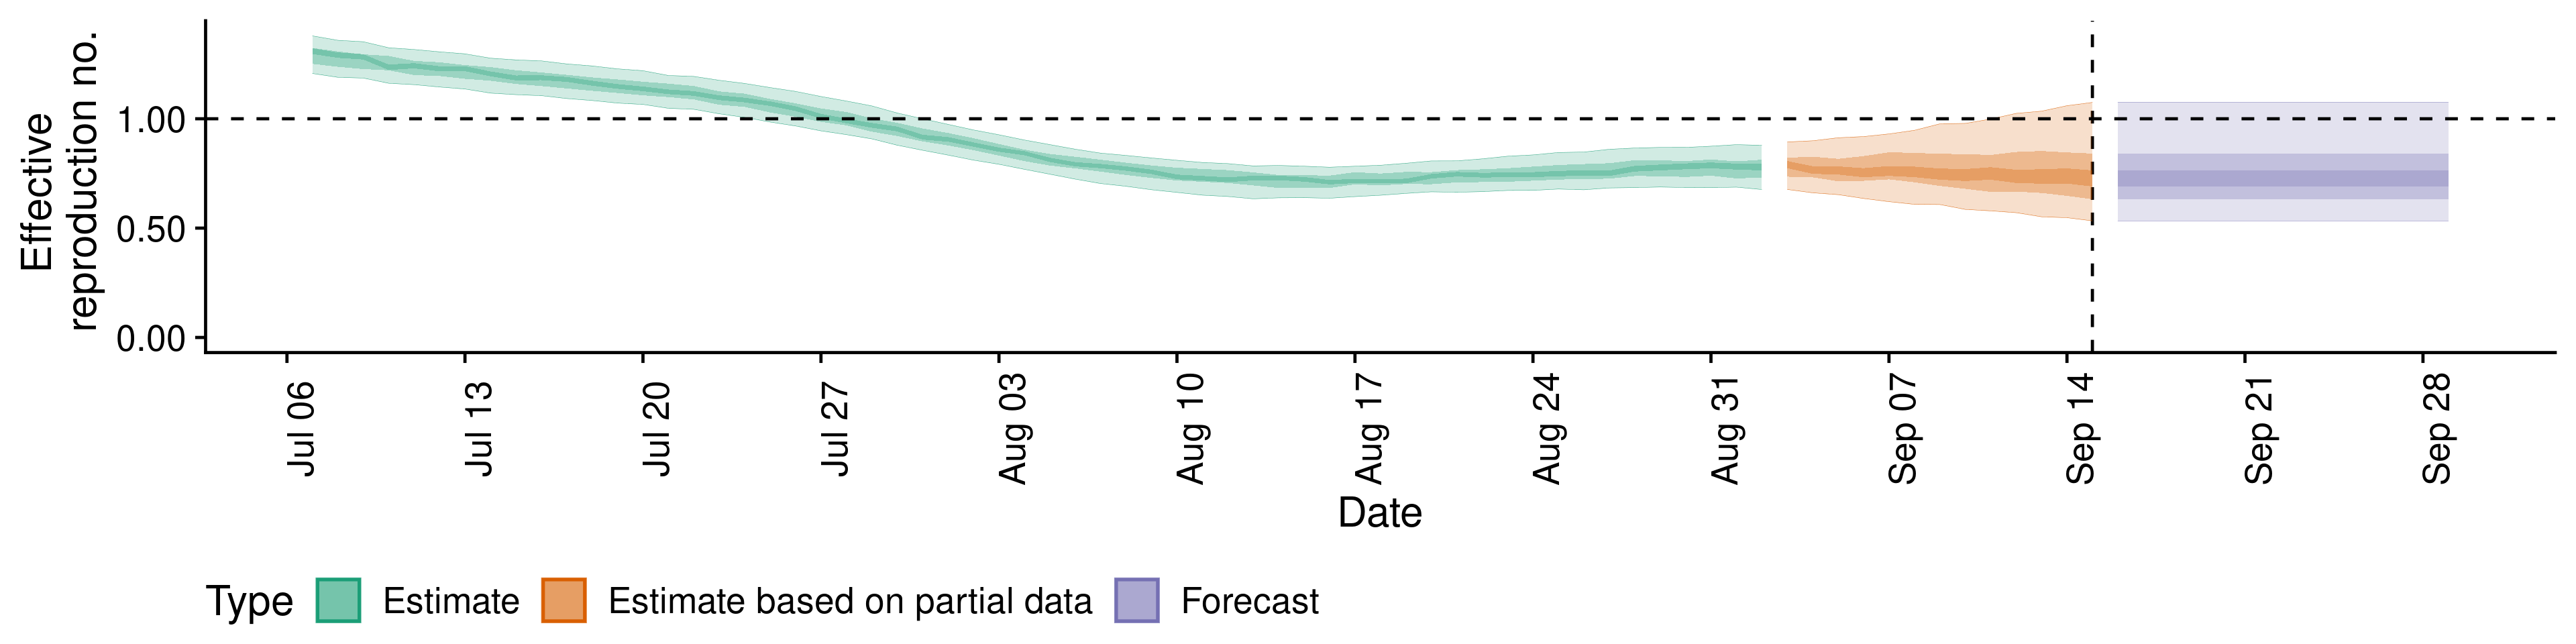 Effective
reproduction no.
1.00
0.50
0.00
Jul 06
Jul 13
Jul 20
Jul 27
Aug 03
Aug 10
Aug 17
Aug 24
Aug 31
Sep 07
Sep 14
Sep 21
Sep 28
Date
Type Estimate Estimate based on partial data Forecast